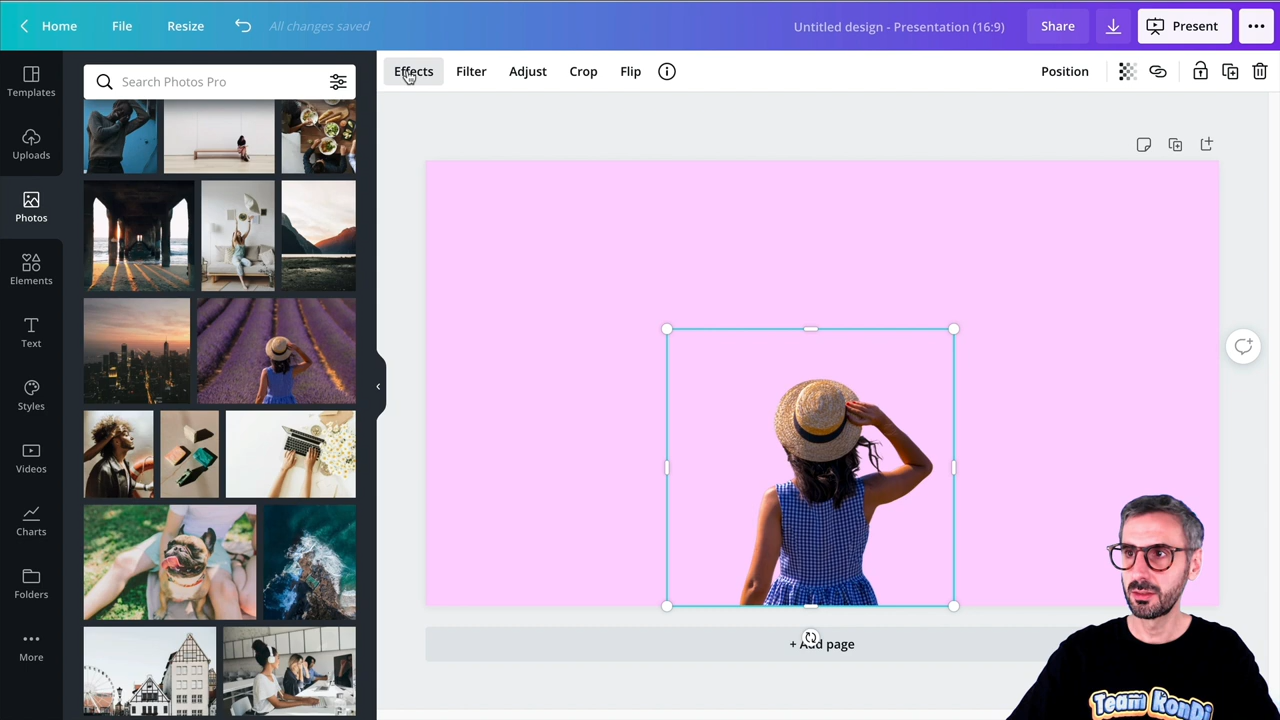 Home
File
Resize
All changes saved
Untitled design - Presentation (16:9)
Share
Present
Templates
Uploads
Photos
Elements
Text
Styles
Videos
Charts
Folders
More
Search Photos Pro
Effects
Filter
Adjust
Crop
Flip
Position
+ Add page
Team KonDi